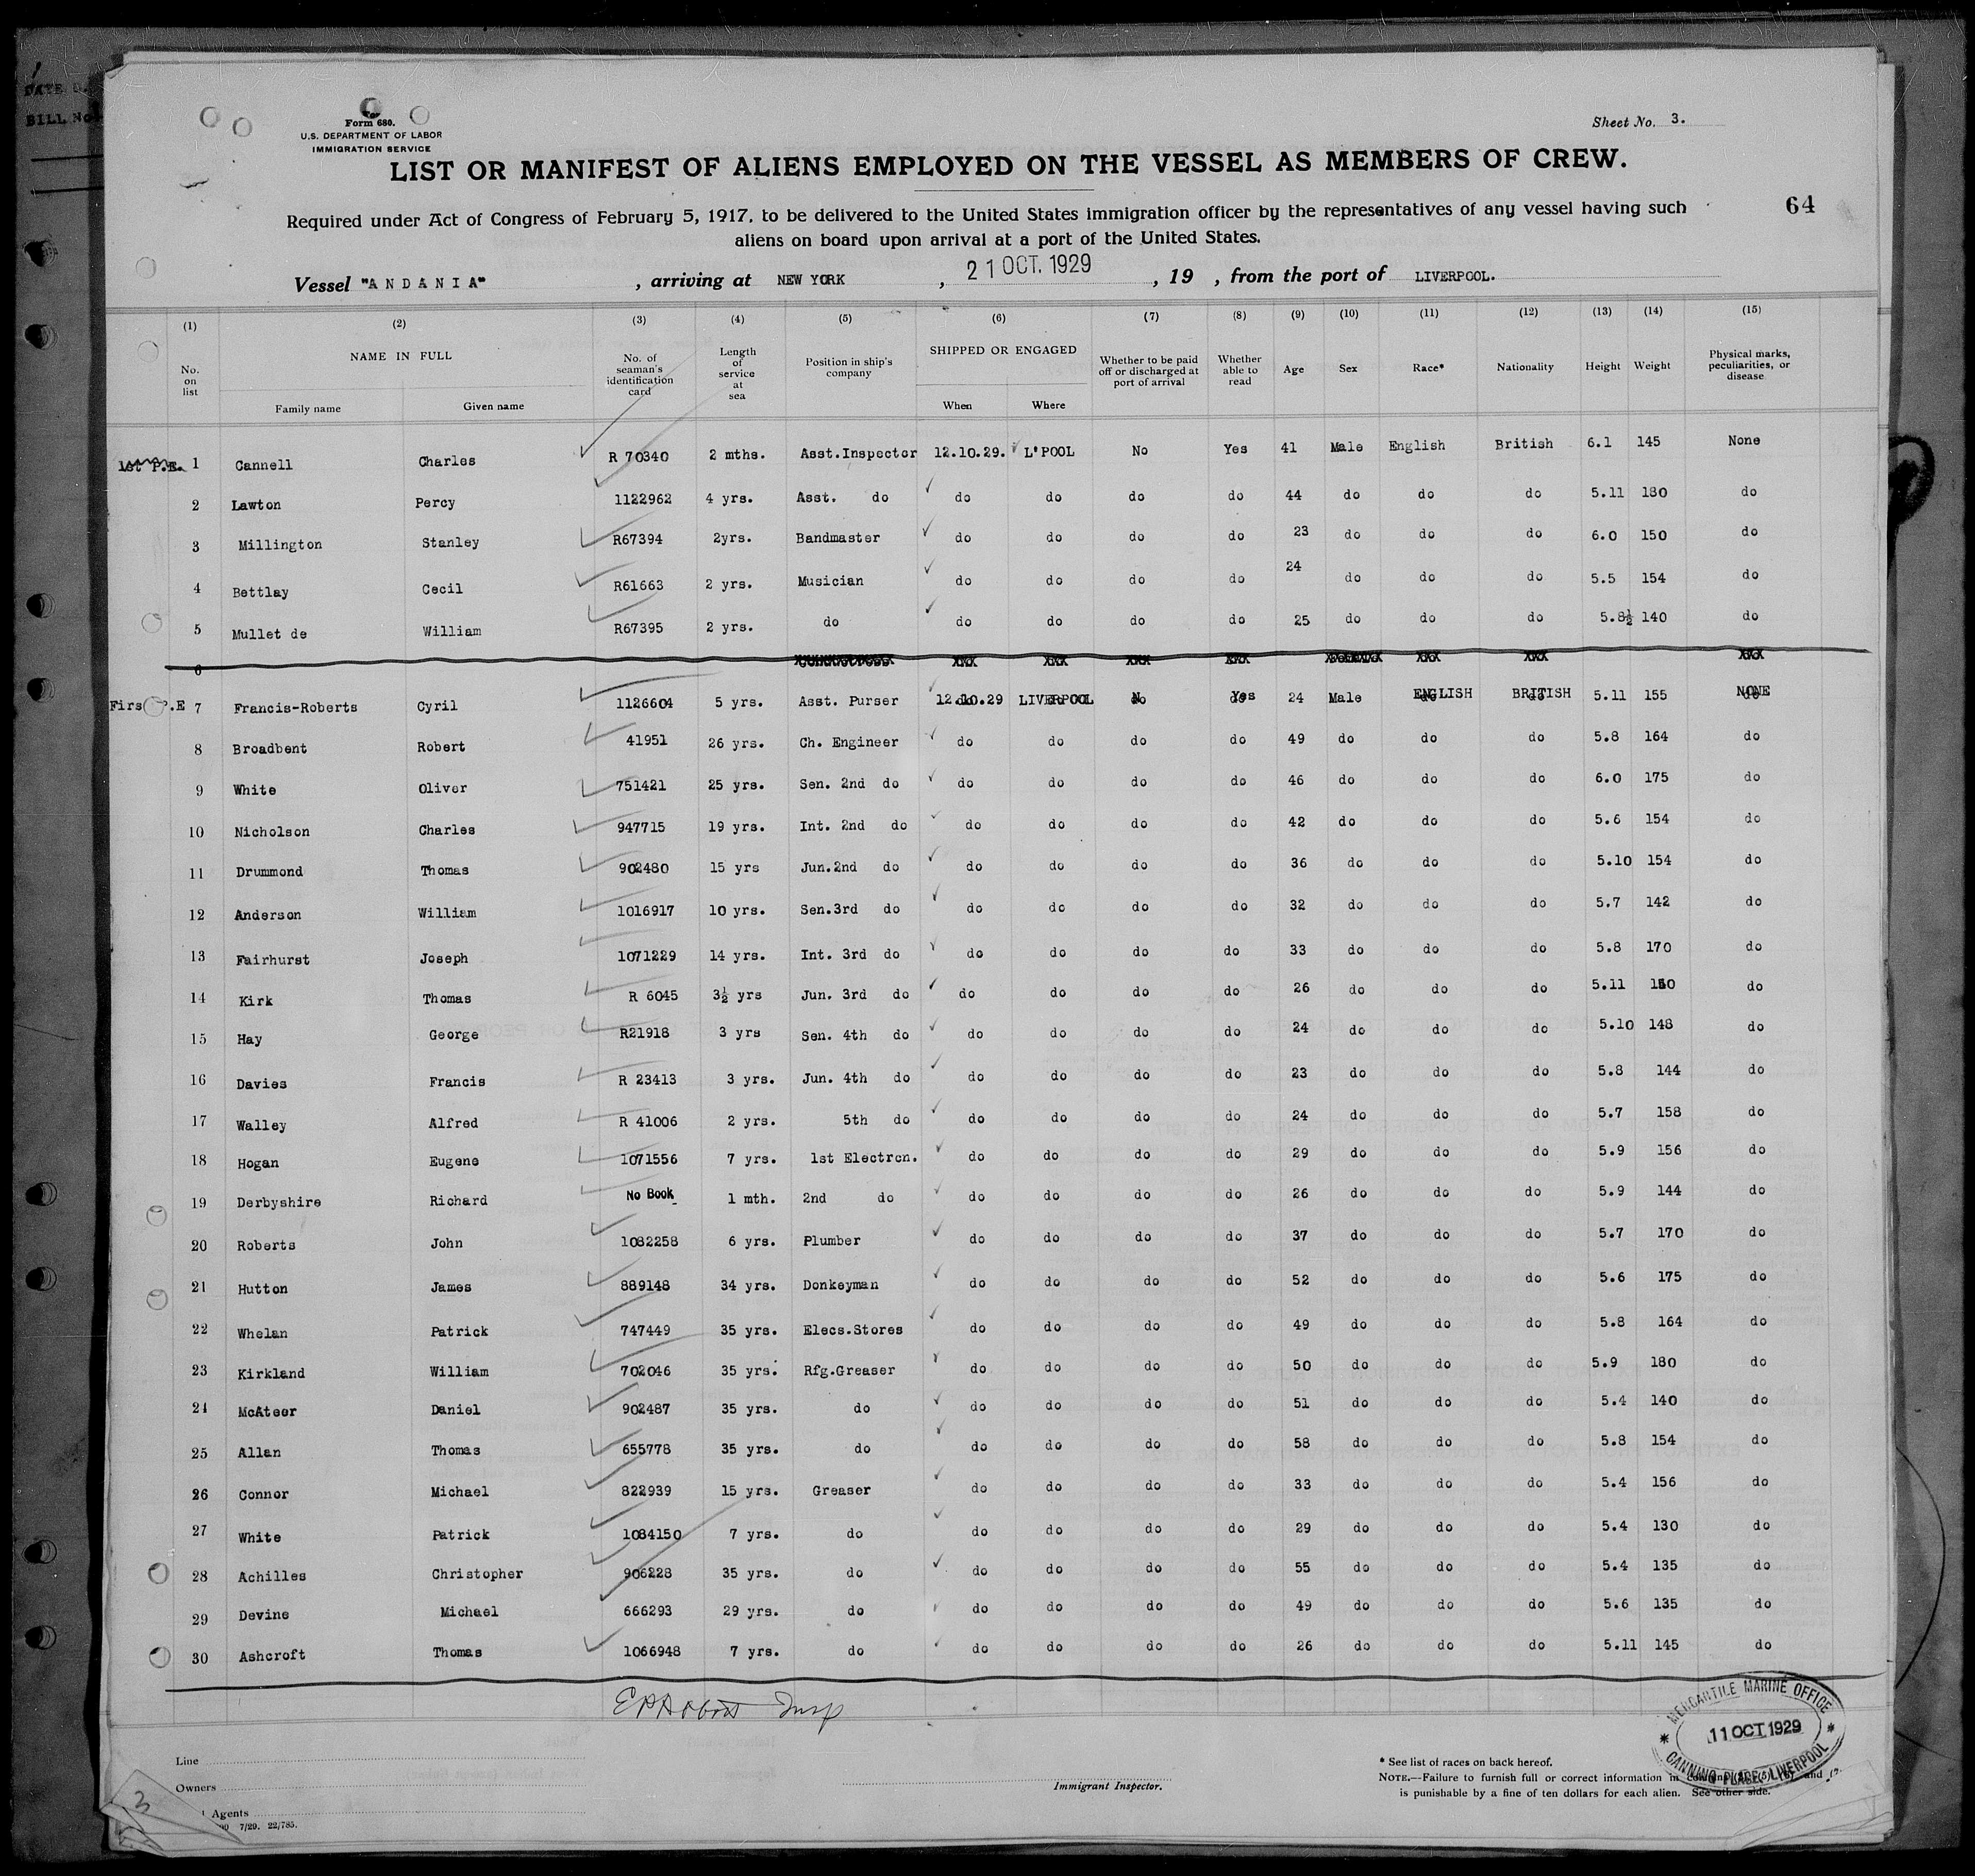 DATE D.
BILL No
Form 680.
U.S. DEPARTMENT OF LABOR
IMMIGRATION SERVICE
Sheet No. 3.
LIST OR MANIFEST OF ALIENS EMPLOYED ON THE VESSEL AS MEMBERS OF CREW.
Required under Act of Congress of February 5, 1917, to be delivered to the United States immigration officer by the representatives of any vessel having such
aliens on board upon arrival at a port of the United States.
64
Vessel "ANDANIA" , arriving at NEW YORK , 21 OCT. 1929 , 19 , from the port of LIVERPOOL.
(1) (2) (3) (4) (5) (6) (7) (8) (9) (10) (11) (12) (13) (14) (15)
No. on list NAME IN FULL Family name Given name No. of seaman's identification card Length of service at sea Position in ship's company SHIPPED OR ENGAGED When Where Whether to be paid off or discharged at port of arrival Whether able to read Age Sex Race* Nationality Height Weight Physical marks, peculiarities, or disease
1st P.E. 1 Cannell Charles R 70340 2 mths. Asst.Inspector 12.10.29. L'POOL No Yes 41 Male English British 6.1 145 None
2 Lawton Percy 1122962 4 yrs. Asst. do do do do do 44 do do do 5.11 180 do
3 Millington Stanley R67394 2yrs. Bandmaster do do do do 23 do do do 6.0 150 do
4 Bettlay Cecil R61663 2 yrs. Musician do do do do 24 do do do 5.5 154 do
5 Mullet de William R67395 2 yrs. do do do do do 25 do do do 5.8½ 140 do
6 xxx xxx xxx xxx xxx xxx xxx
First P.E 7 Francis-Roberts Cyril 1126604 5 yrs. Asst. Purser 12.10.29 LIVERPOOL do Yes 24 Male ENGLISH BRITISH 5.11 155 NONE
8 Broadbent Robert 41951 26 yrs. Ch. Engineer do do do do 49 do do do 5.8 164 do
9 White Oliver 751421 25 yrs. Sen. 2nd do do do do do 46 do do do 6.0 175 do
10 Nicholson Charles 947715 19 yrs. Int. 2nd do do do do do 42 do do do 5.6 154 do
11 Drummond Thomas 902480 15 yrs Jun.2nd do do do do do 36 do do do 5.10 154 do
12 Anderson William 1016917 10 yrs. Sen.3rd do do do do do 32 do do do 5.7 142 do
13 Fairhurst Joseph 1071229 14 yrs. Int. 3rd do do do do do 33 do do do 5.8 170 do
14 Kirk Thomas R 6045 3½ yrs Jun. 3rd do do do do do 26 do do do 5.11 do
15 Hay George R21918 3 yrs Sen. 4th do do do do do 24 do do do 5.10 148 do
16 Davies Francis R 23413 3 yrs. Jun. 4th do do do do do 23 do do do 5.8 144 do
17 Walley Alfred R 41006 2 yrs. 5th do do do do do 24 do do do 5.7 158 do
18 Hogan Eugene 1071556 7 yrs. 1st Electrcn. do do do do 29 do do do 5.9 156 do
19 Derbyshire Richard No Book 1 mth. 2nd do do do do do 26 do do do 5.9 144 do
20 Roberts John 1082258 6 yrs. Plumber do do do do 37 do do do 5.7 170 do
21 Hutton James 889148 34 yrs. Donkeyman do do do do 52 do do do 5.6 175 do
22 Whelan Patrick 747449 35 yrs. Elecs.Stores do do do do 49 do do do 5.8 164 do
23 Kirkland William 702046 35 yrs. Rfg.Greaser do do do do 50 do do do 5.9 180 do
24 McAteer Daniel 902487 35 yrs. do do do do do 51 do do do 5.4 140 do
25 Allan Thomas 655778 35 yrs. do do do do do 58 do do do 5.8 154 do
26 Connor Michael 822939 15 yrs. Greaser do do do do 33 do do do 5.4 156 do
27 White Patrick 1084150 7 yrs. do do do do do 29 do do do 5.4 130 do
28 Achilles Christopher 906228 35 yrs. do do do do do 55 do do do 5.4 135 do
29 Devine Michael 666293 29 yrs. do do do do do 49 do do do 5.6 135 do
30 Ashcroft Thomas 1066948 7 yrs. do do do do do 26 do do do 5.11 145 do
Insp
MERCANTILE MARINE OFFICE
11 OCT 1929
CANNING PLACE, LIVERPOOL
Line
Owners
Agents
7/29. 22/785.
3
Immigrant Inspector.
* See list of races on back hereof.
NOTE.—Failure to furnish full or correct information in and
is punishable by a fine of ten dollars for each alien. See other side.